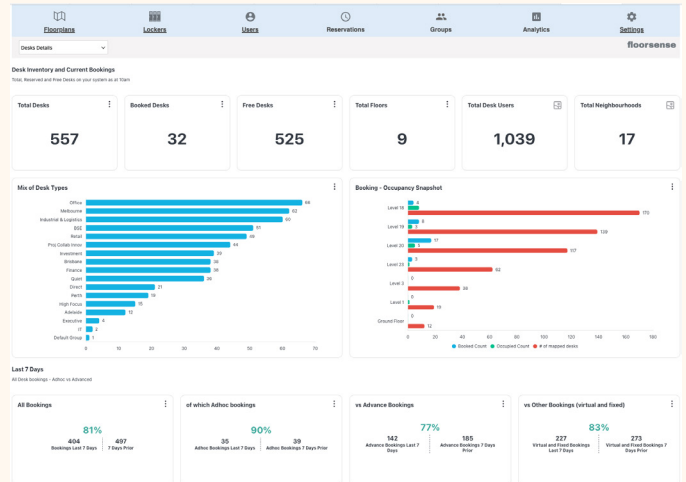 Floorplans Lockers Users Reservations Groups Analytics Settings
Desks Details
floorsense
Desk Inventory and Current Bookings
Total, Reserved and Free Desks on your system as at 10am
Total Desks
557
Booked Desks
32
Free Desks
525
Total Floors
9
Total Desk Users
1,039
Total Neighbourhoods
17
Mix of Desk Types
Office 66
Melbourne 62
Industrial & Logistics 60
51
Retail 48
Proj Collab Innov 44
Investment 39
Brisbane 38
Finance 38
Quiet 36
Direct 21
Perth 19
High Focus 15
Adelaide 12
Executive 4
IT 2
Default Group 1
0 10 20 30 40 50 60 70
Booking - Occupancy Snapshot
Level 18 4
170
Level 19 8
3
139
Level 20 17
117
3
62
Level 3 0
38
Level 1 0
19
Ground Floor 0
12
0 20 40 60 80 100 120 140 160 180
Booked Count Occupied Count # of mapped desks
Last 7 Days
All Desk bookings - Adhoc vs Advanced
All Bookings
81%
404 497
Bookings Last 7 Days 7 Days Prior
of which Adhoc bookings
90%
35 39
Adhoc Bookings Last 7 Days Adhoc Bookings 7 Days Prior
vs Advance Bookings
77%
142 185
Advance Bookings Last 7 Days Advance Bookings 7 Days Prior
vs Other Bookings (virtual and fixed)
83%
227 273
Virtual and Fixed Bookings Last 7 Days Virtual and Fixed Bookings 7 Days Prior